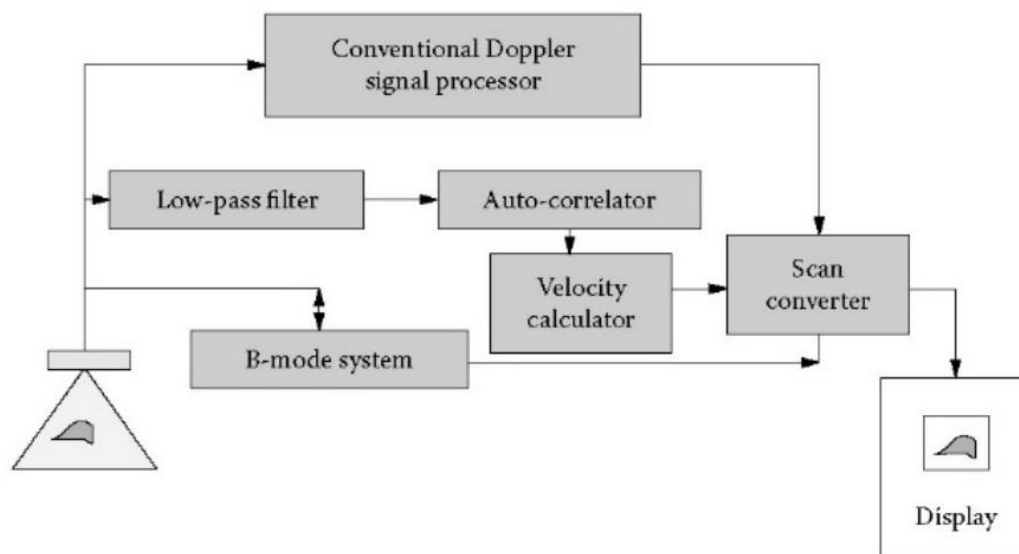 Conventional Doppler
signal processor
Low-pass filter
Auto-correlator
Velocity
calculator
Scan
converter
B-mode system
Display